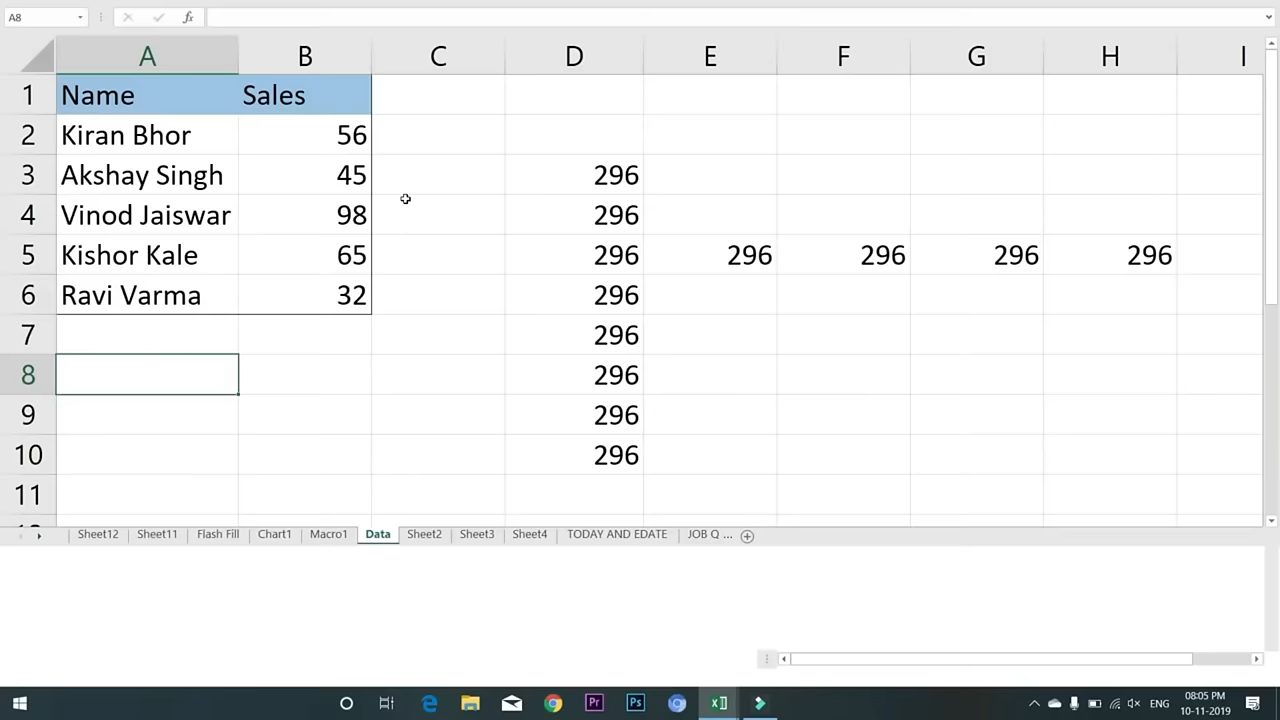 A8
fx
A B C D E F G H I
1 Name Sales
2 Kiran Bhor 56
3 Akshay Singh 45 296
4 Vinod Jaiswar 98 296
5 Kishor Kale 65 296 296 296 296 296
6 Ravi Varma 32 296
7 296
8 296
9 296
10 296
11
Sheet12 Sheet11 Flash Fill Chart1 Macro1 Data Sheet2 Sheet3 Sheet4 TODAY AND EDATE JOB Q ...
Pr Ps ENG 08:05 PM
10-11-2019